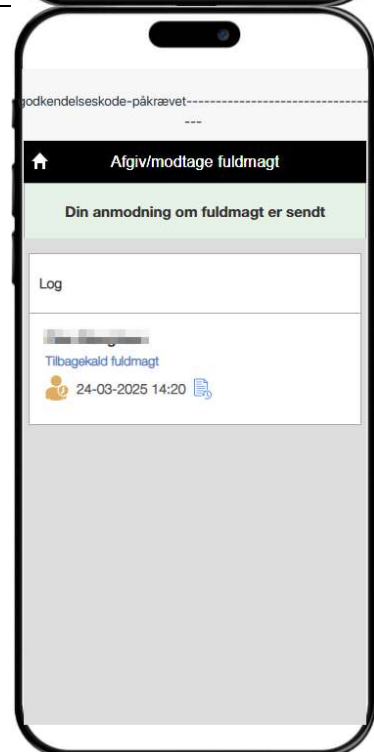 godkendelseskode-påkrævet-------------------------------
---
Afgiv/modtage fuldmagt
Din anmodning om fuldmagt er sendt
Log
Tilbagekald fuldmagt
24-03-2025 14:20